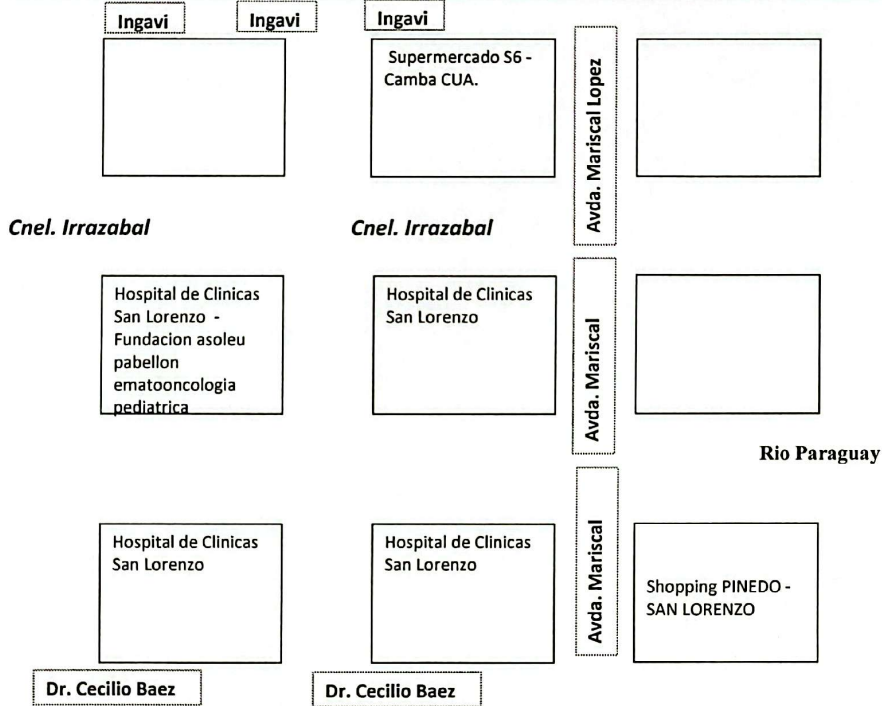 Ingavi
Ingavi
Ingavi
Supermercado S6 -
Camba CUA.
Avda. Mariscal Lopez
Cnel. Irrazabal
Cnel. Irrazabal
Hospital de Clinicas
San Lorenzo -
Fundacion asoleu
pabellon
ematooncologia
pediatrica
Hospital de Clinicas
San Lorenzo
Avda. Mariscal
Rio Paraguay
Hospital de Clinicas
San Lorenzo
Hospital de Clinicas
San Lorenzo
Avda. Mariscal
Shopping PINEDO -
SAN LORENZO
Dr. Cecilio Baez
Dr. Cecilio Baez